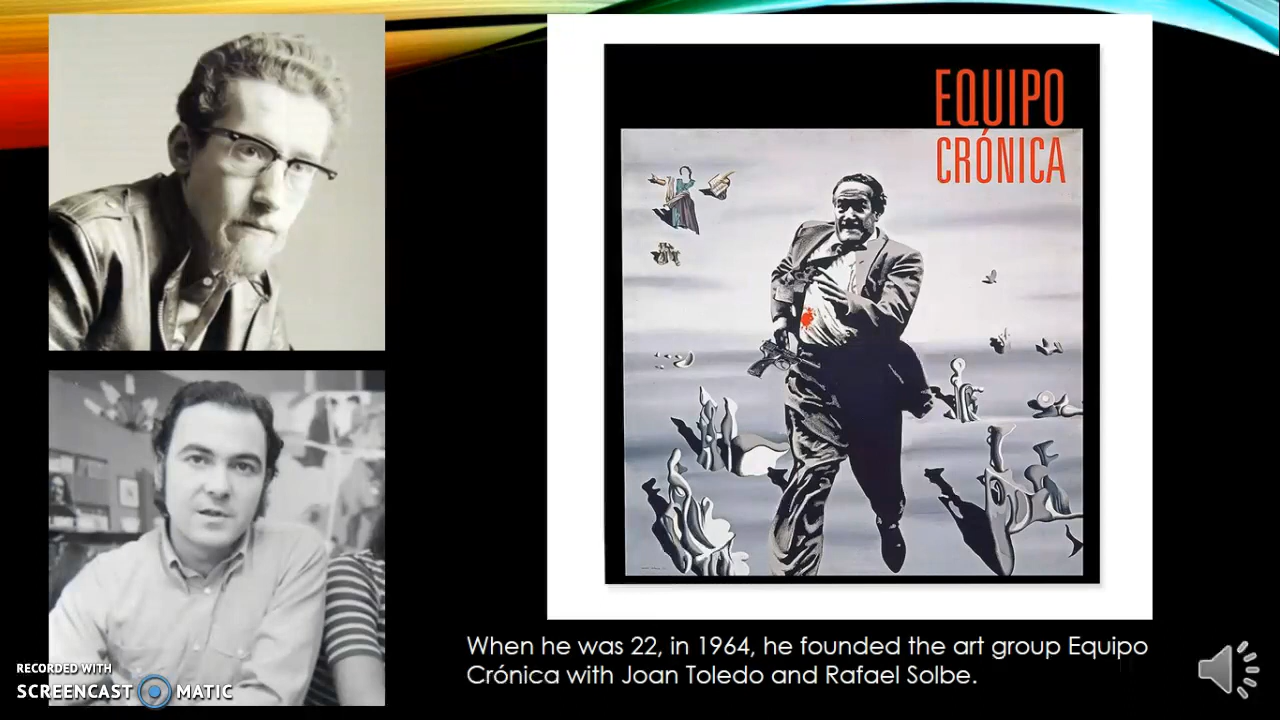 EQUIPO
CRÓNICA
When he was 22, in 1964, he founded the art group Equipo
Crónica with Joan Toledo and Rafael Solbe.
RECORDED WITH
SCREENCAST MATIC